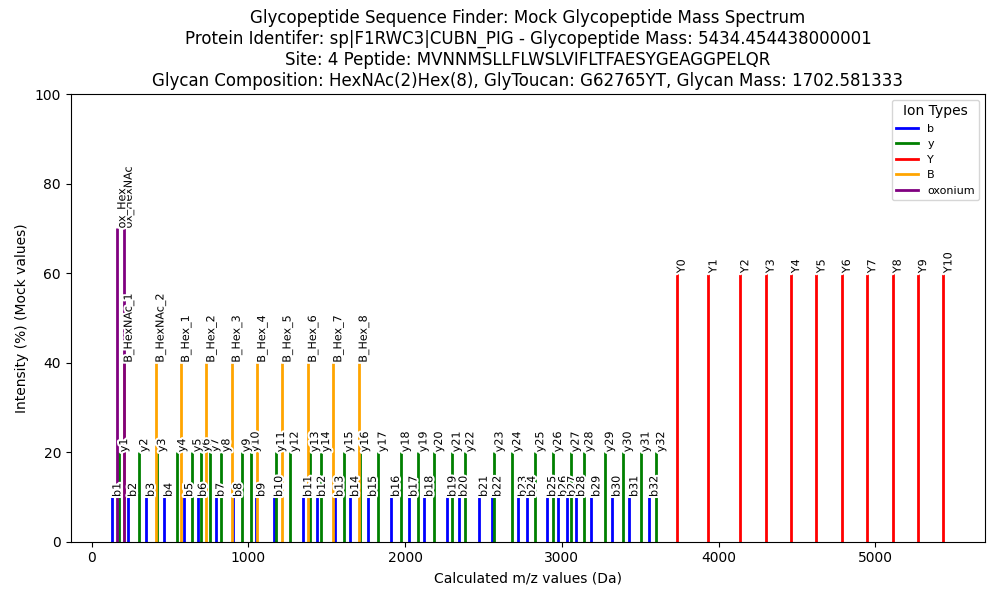 Glycopeptide Sequence Finder: Mock Glycopeptide Mass Spectrum
Protein Identifer: sp|F1RWC3|CUBN_PIG - Glycopeptide Mass: 5434.454438000001
Site: 4 Peptide: MVNNNMSLLFLWSLVIFLTFAESYGEAGGPELQR
Glycan Composition: HexNAc(2)Hex(8), GlyToucan: G62765YT, Glycan Mass: 1702.581333
Intensity (%) (Mock values)
100
80
60
40
20
0
Ion Types
b
y
Y
B
oxonium
ox_Hex
ox_HexNAc
Y0
Y1
Y2
Y3
Y4
Y5
Y6
Y7
Y8
Y9
Y10
B_HexNAc_1
B_HexNAc_2
B_Hex_1
B_Hex_2
B_Hex_3
B_Hex_4
B_Hex_5
B_Hex_6
B_Hex_7
B_Hex_8
y1
y2
y3
y4
y5
y6
y7
y8
y9
y10
y11
y12
y13
y14
y15
y16
y17
y18
y19
y20
y21
y22
y23
y24
y25
y26
y27
y28
y29
y30
y31
y32
b1
b2
b3
b4
b5
b6
b7
b8
b9
b10
b11
b12
b13
b14
b15
b16
b17
b18
b19
b20
b21
b22
b23
b24
b25
b26
b27
b28
b29
b30
b31
b32
0
1000
2000
3000
4000
5000
Calculated m/z values (Da)